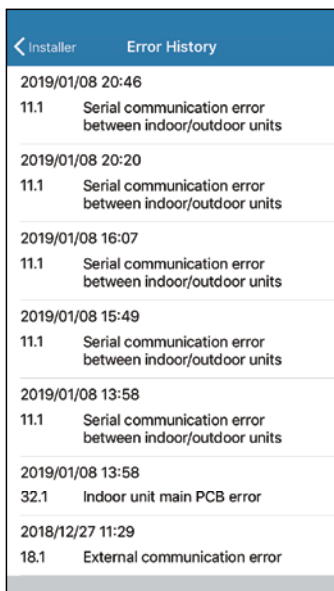 Installer Error History
2019/01/08 20:46
11.1 Serial communication error
between indoor/outdoor units
2019/01/08 20:20
11.1 Serial communication error
between indoor/outdoor units
2019/01/08 16:07
11.1 Serial communication error
between indoor/outdoor units
2019/01/08 15:49
11.1 Serial communication error
between indoor/outdoor units
2019/01/08 13:58
11.1 Serial communication error
between indoor/outdoor units
2019/01/08 13:58
32.1 Indoor unit main PCB error
2018/12/27 11:29
18.1 External communication error